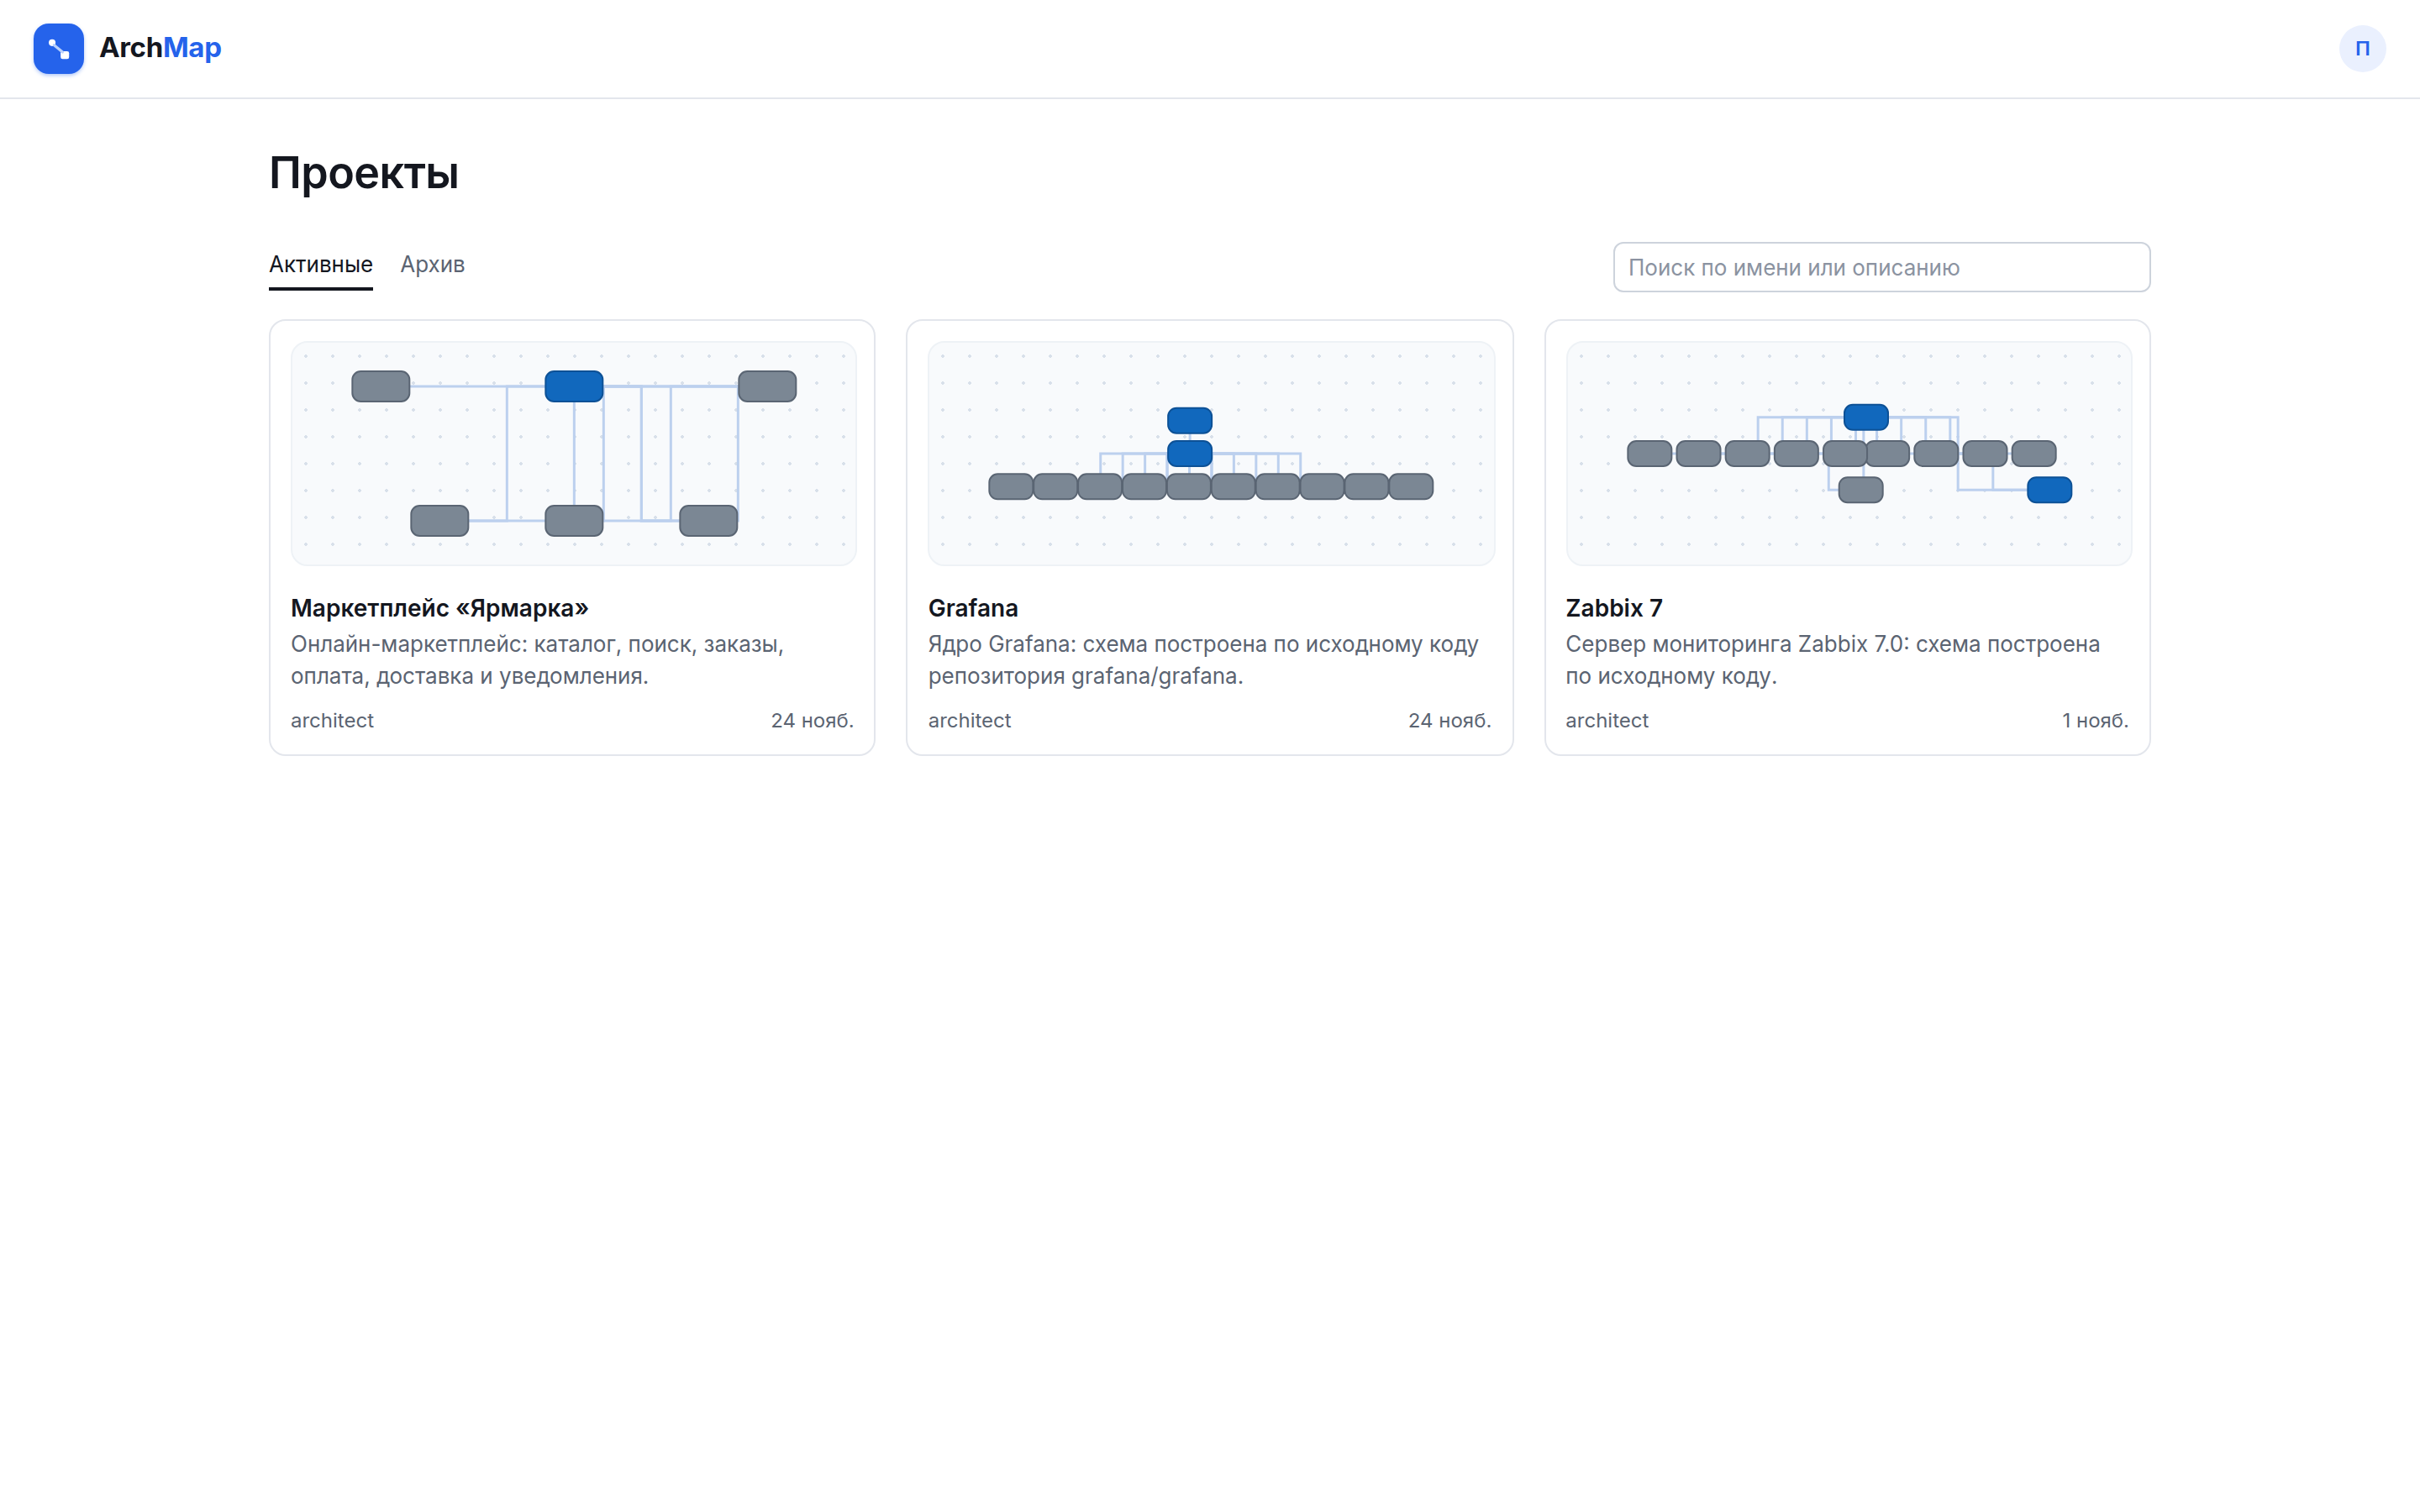 ArchMap
П
Проекты
Активные Архив
Поиск по имени или описанию
Маркетплейс «Ярмарка»
Онлайн-маркетплейс: каталог, поиск, заказы,
оплата, доставка и уведомления.
architect 24 нояб.
Grafana
Ядро Grafana: схема построена по исходному коду
репозитория grafana/grafana.
architect 24 нояб.
Zabbix 7
Сервер мониторинга Zabbix 7.0: схема построена
по исходному коду.
architect 1 нояб.